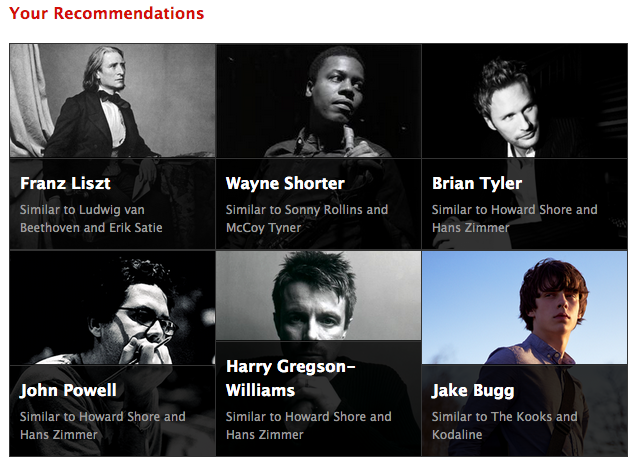 Your Recommendations
Franz Liszt
Similar to Ludwig van
Beethoven and Erik Satie
Wayne Shorter
Similar to Sonny Rollins and
McCoy Tyner
Brian Tyler
Similar to Howard Shore and
Hans Zimmer
John Powell
Similar to Howard Shore and
Hans Zimmer
Harry Gregson-
Williams
Similar to Howard Shore and
Hans Zimmer
Jake Bugg
Similar to The Kooks and
Kodaline